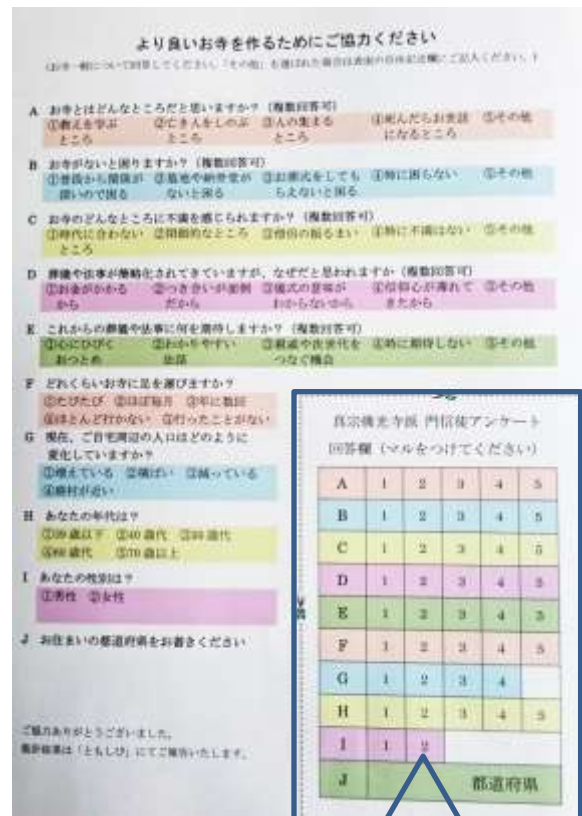 より良いお寺を作るためにご協力ください
A お寺とはどんなところだと思いますか?(複数回答可)
①教えを学ぶところ ②亡き人をしのぶところ ③人の集まるところ ④死んだらお世話になるところ ⑤その他
B お寺がないと困りますか?(複数回答可)
①普段から関係が深いので困る ②墓地や納骨堂がないと困る ③お葬式をしてもらえないと困る ④特に困らない ⑤その他
C お寺のどんなところに不満を感じられますか?(複数回答可)
①時代に合わないところ ②閉鎖的なところ ③僧侶の振るまい ④特に不満はない ⑤その他
D 葬儀や法事が簡略化されてきていますが、なぜだと思われますか(複数回答可)
①お金がかかるから ②つき合いが面倒だから ③儀式の意味がわからないから ④信仰心が薄れてきたから ⑤その他
E これからの葬儀や法事に何を期待しますか?(複数回答可)
①心にひびくおつとめ ②わかりやすい法話 ③親戚や次世代をつなぐ機会 ④特に期待しない ⑤その他
F どれくらいお寺に足を運びますか?
①たびたび ②ほぼ毎月 ③年に数回
④ほとんど行かない ⑤行ったことがない
G 現在、ご自宅周辺の人口はどのように
変化していますか?
①増えている ②横ばい ③減っている
④廃村が近い
H あなたの年代は?
①39歳以下 ②40歳代 ③50歳代
④60歳代 ⑤70歳以上
I あなたの性別は?
①男性 ②女性
J お住まいの都道府県をお書きください
ご協力ありがとうございました。
集計結果は「ともしび」にてご報告いたします。
真宗佛光寺派 門信徒アンケート
回答欄(マルをつけてください)
A 1 2 3 4 5
B 1 2 3 4 5
C 1 2 3 4 5
D 1 2 3 4 5
E 1 2 3 4 5
F 1 2 3 4 5
G 1 2 3 4
H 1 2 3 4 5
I 1 2
J 都道府県